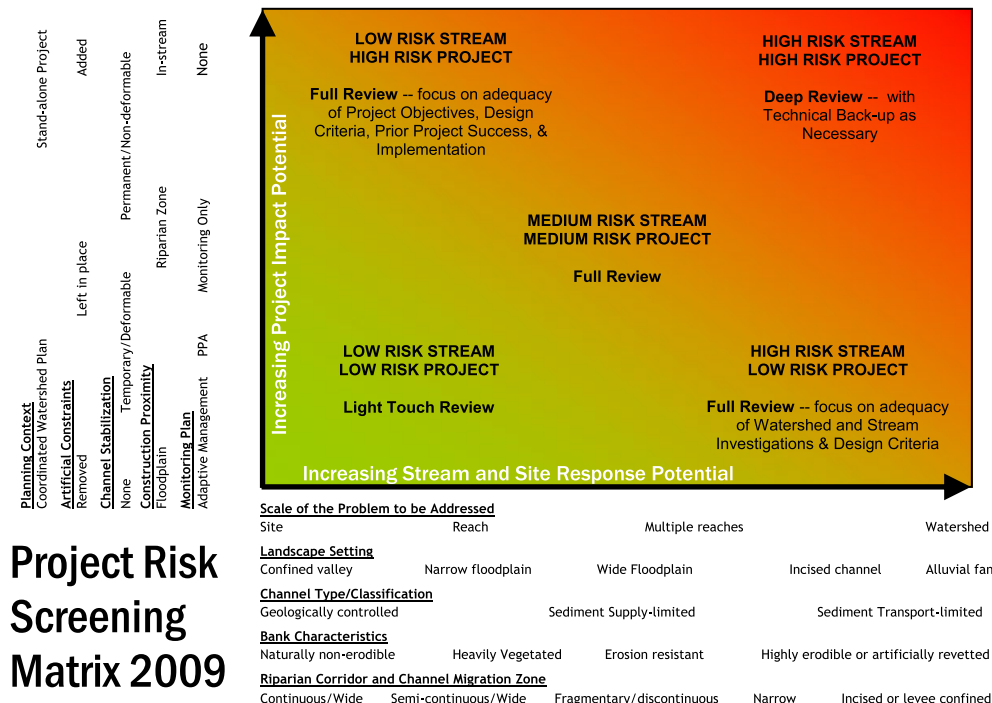 LOW RISK STREAM
HIGH RISK PROJECT
Full Review -- focus on adequacy
of Project Objectives, Design
Criteria, Prior Project Success, &
Implementation
HIGH RISK STREAM
HIGH RISK PROJECT
Deep Review -- with
Technical Back-up as
Necessary
MEDIUM RISK STREAM
MEDIUM RISK PROJECT
Full Review
LOW RISK STREAM
LOW RISK PROJECT
Light Touch Review
HIGH RISK STREAM
LOW RISK PROJECT
Full Review -- focus on adequacy
of Watershed and Stream
Investigations & Design Criteria
Increasing Project Impact Potential
Increasing Stream and Site Response Potential
Planning Context
Coordinated Watershed Plan Stand-alone Project
Artificial Constraints
Removed Left in place Added
Channel Stabilization
None Temporary/Deformable Permanent/Non-deformable
Construction Proximity
Floodplain Riparian Zone In-stream
Monitoring Plan
Adaptive Management PPA Monitoring Only None
Scale of the Problem to be Addressed
Site Reach Multiple reaches Watershed
Landscape Setting
Confined valley Narrow floodplain Wide Floodplain Incised channel Alluvial fan
Channel Type/Classification
Geologically controlled Sediment Supply-limited Sediment Transport-limited
Bank Characteristics
Naturally non-erodible Heavily Vegetated Erosion resistant Highly erodible or artificially revetted
Riparian Corridor and Channel Migration Zone
Continuous/Wide Semi-continuous/Wide Fragmentary/discontinuous Narrow Incised or levee confined
Project Risk
Screening
Matrix 2009